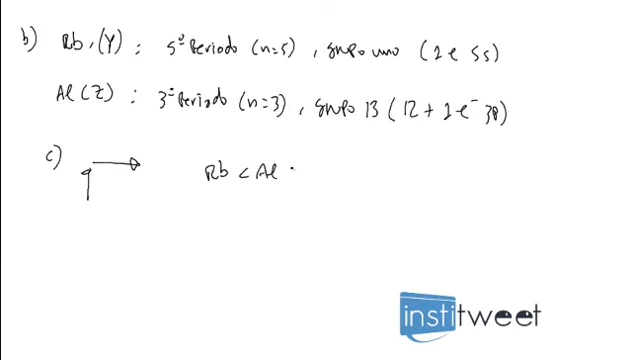 b) Rb, (Y) : 5º Periodo (n=5), grupo uno (1 e 5s)
Al (Z) : 3º Periodo (n=3), grupo 13 (12 + 1 e⁻ 3p)
c) Rb < Al
institweet